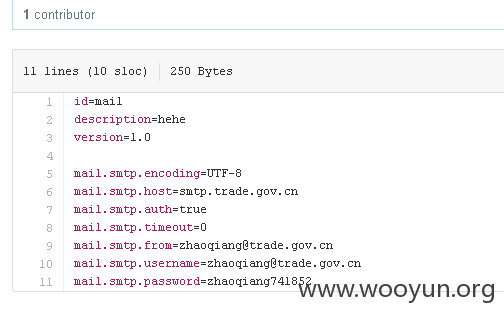 1 contributor
11 lines (10 sloc) 250 Bytes
1 id=mail
2 description=hehe
3 version=1.0
4
5 mail.smtp.encoding=UTF-8
6 mail.smtp.host=smtp.trade.gov.cn
7 mail.smtp.auth=true
8 mail.smtp.timeout=0
9 mail.smtp.from=zhaoqiang@trade.gov.cn
10 mail.smtp.username=zhaoqiang@trade.gov.cn
11 mail.smtp.password=zhaoqiang741852
www.wooyun.org